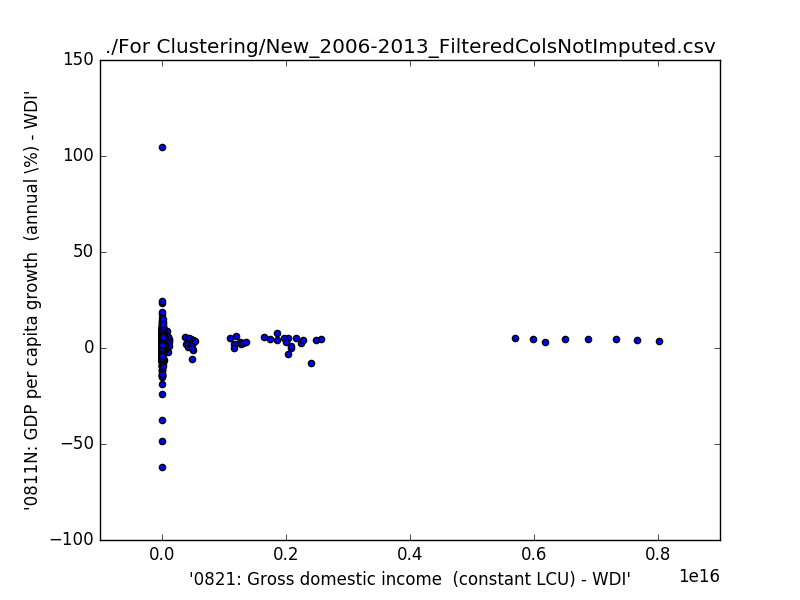 ./For Clustering/New_2006-2013_FilteredColsNotImputed.csv
150
100
50
0
−50
−100
'0811N: GDP per capita growth  (annual \%) - WDI'
0.0 0.2 0.4 0.6 0.8
1e16
'0821: Gross domestic income  (constant LCU) - WDI'